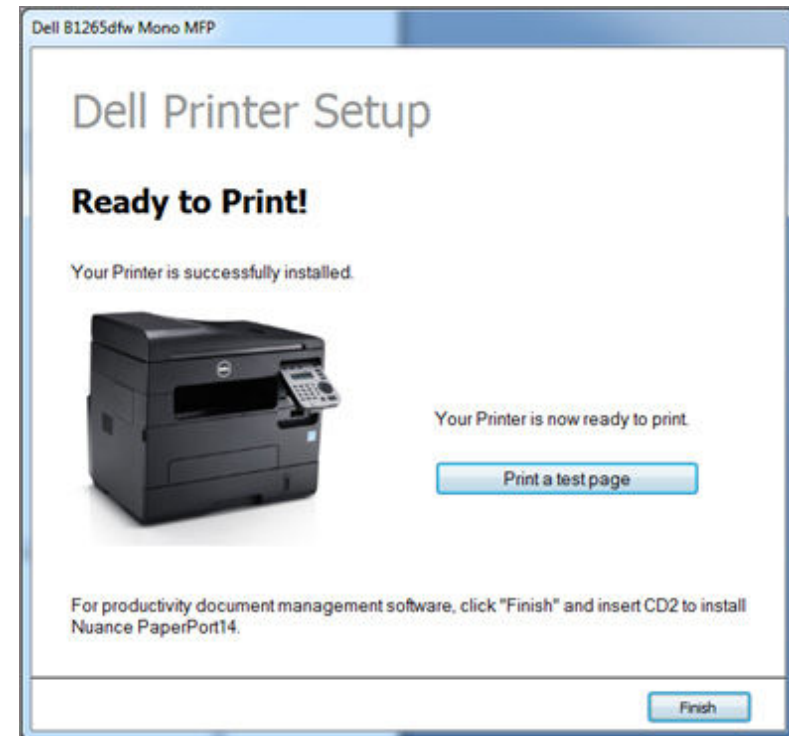 Dell B1265dfw Mono MFP
Dell Printer Setup
Ready to Print!
Your Printer is successfully installed.
Your Printer is now ready to print.
Print a test page
For productivity document management software, click "Finish" and insert CD2 to install
Nuance PaperPort14.
Finish